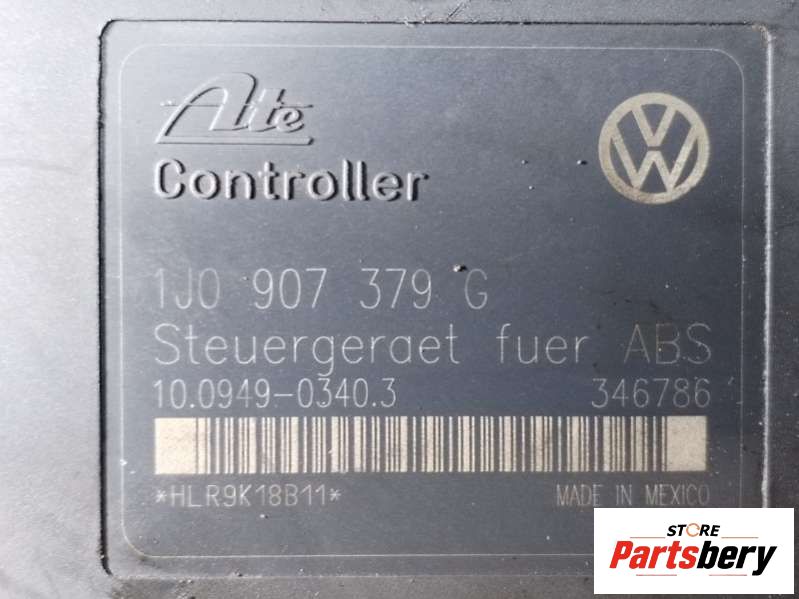 Ate
Controller
1J0 907 379 G
Steuergeraet fuer ABS
10.0949-0340.3 346786
*HLR9K18B11* MADE IN MEXICO
STORE
Partsbery